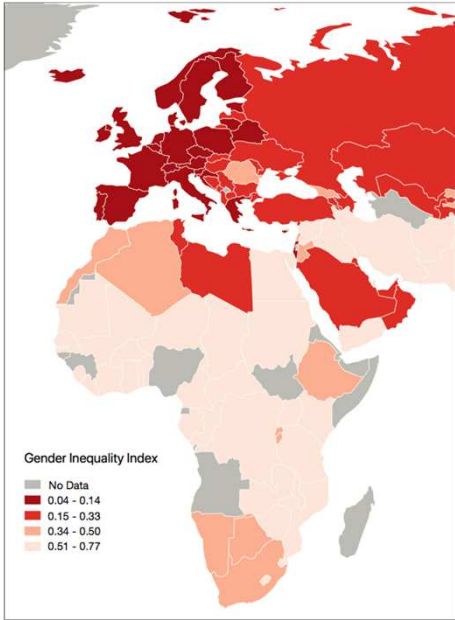 Gender Inequality Index
No Data
0.04 - 0.14
0.15 - 0.33
0.34 - 0.50
0.51 - 0.77